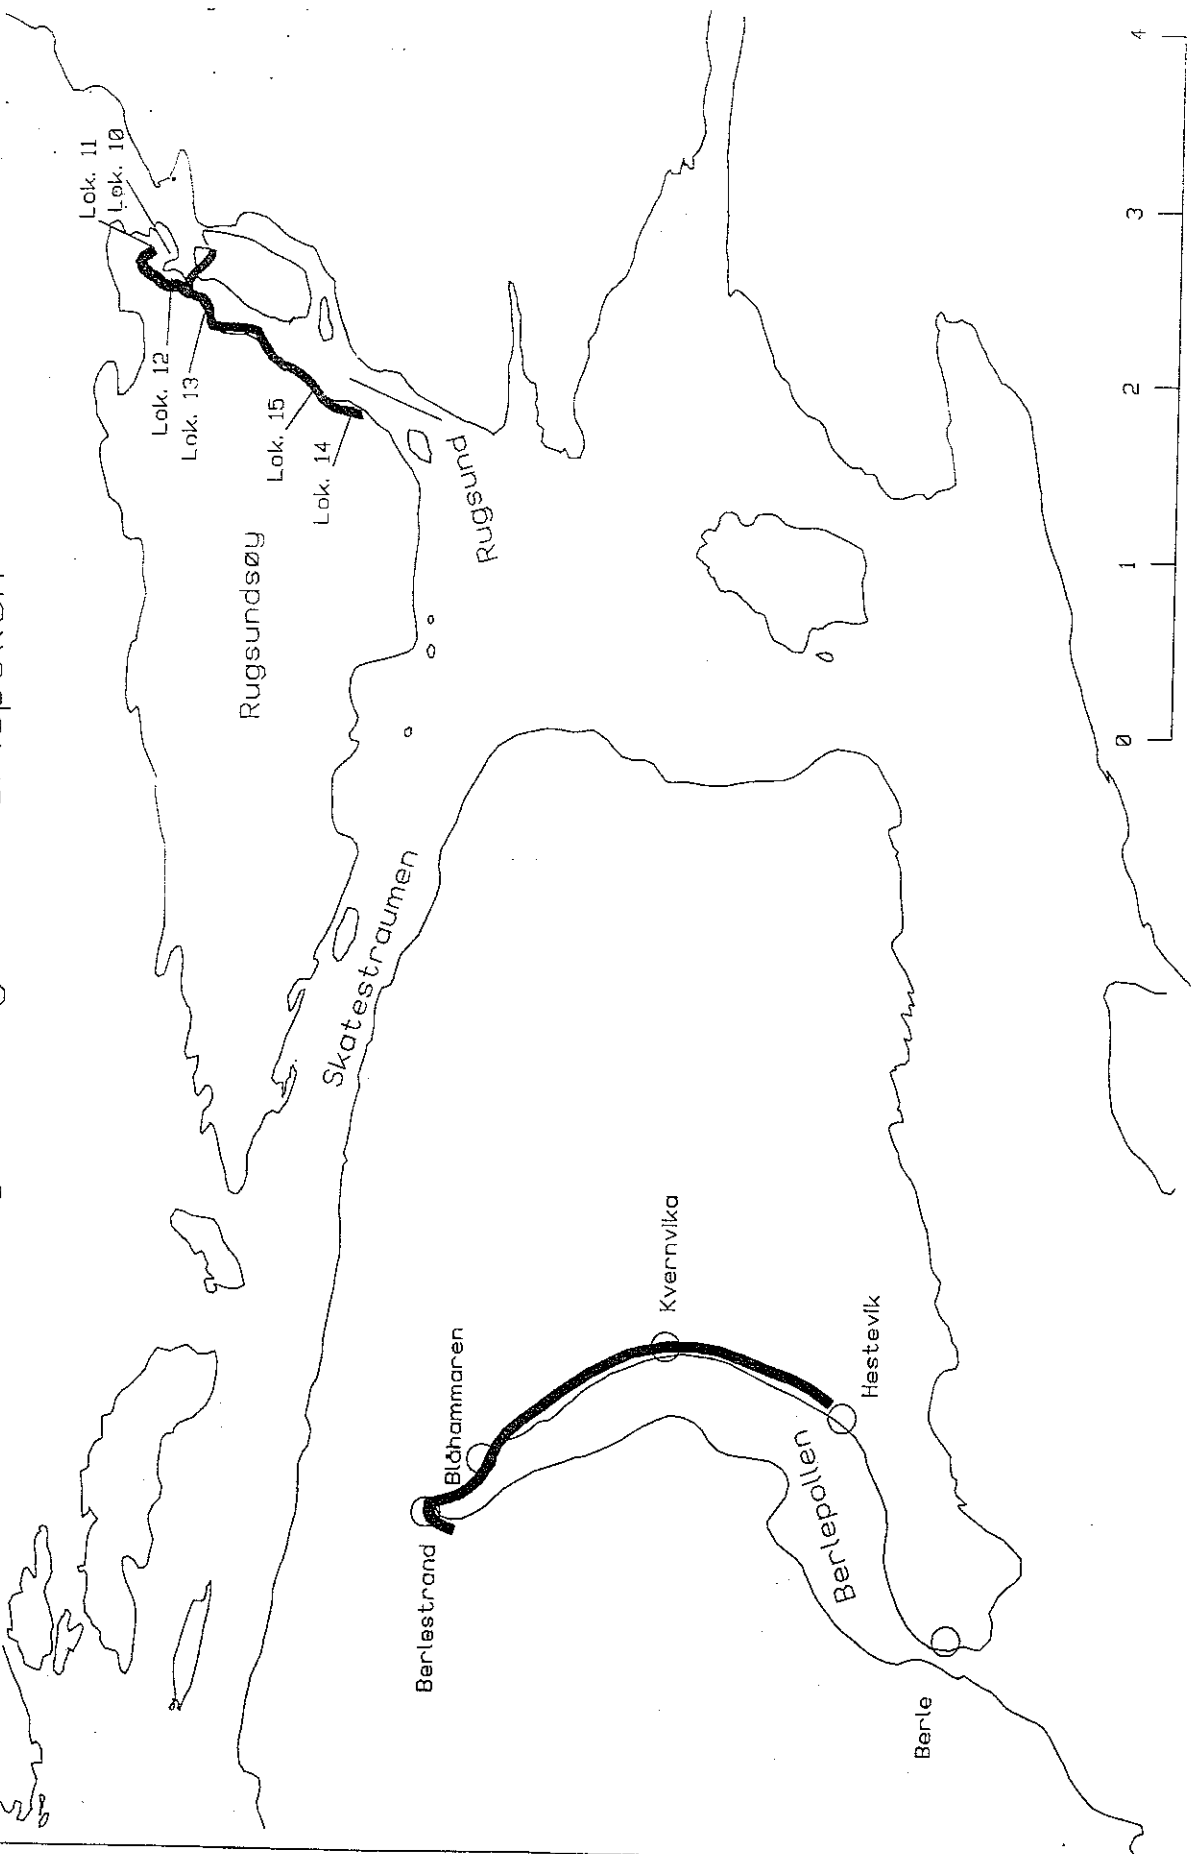 Lok. 11
Lok. 10
Lok. 12
Lok. 13
Lok. 15
Lok. 14
Rugsundsøy
Rugsund
Skatestraumen
Berlestrand
Blåhammaren
Kvernvika
Hestevik
Berlepollen
Berle
0 1 2 3 4